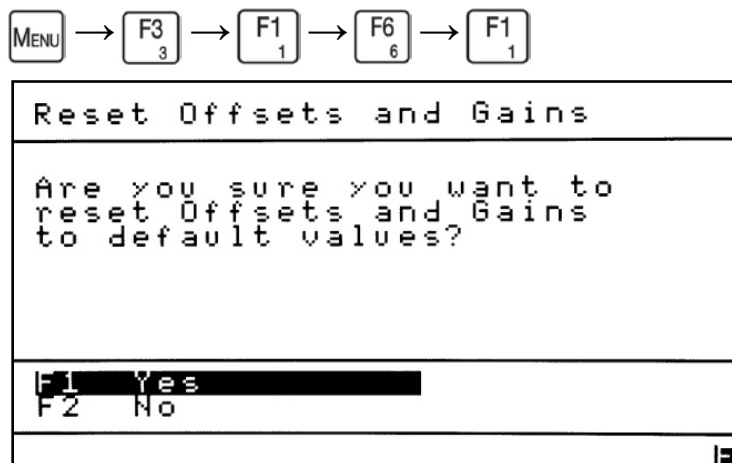 MENU → F3 3 → F1 1 → F6 6 → F1 1
Reset Offsets and Gains
Are you sure you want to
reset Offsets and Gains
to default values?
F1 Yes
F2 No